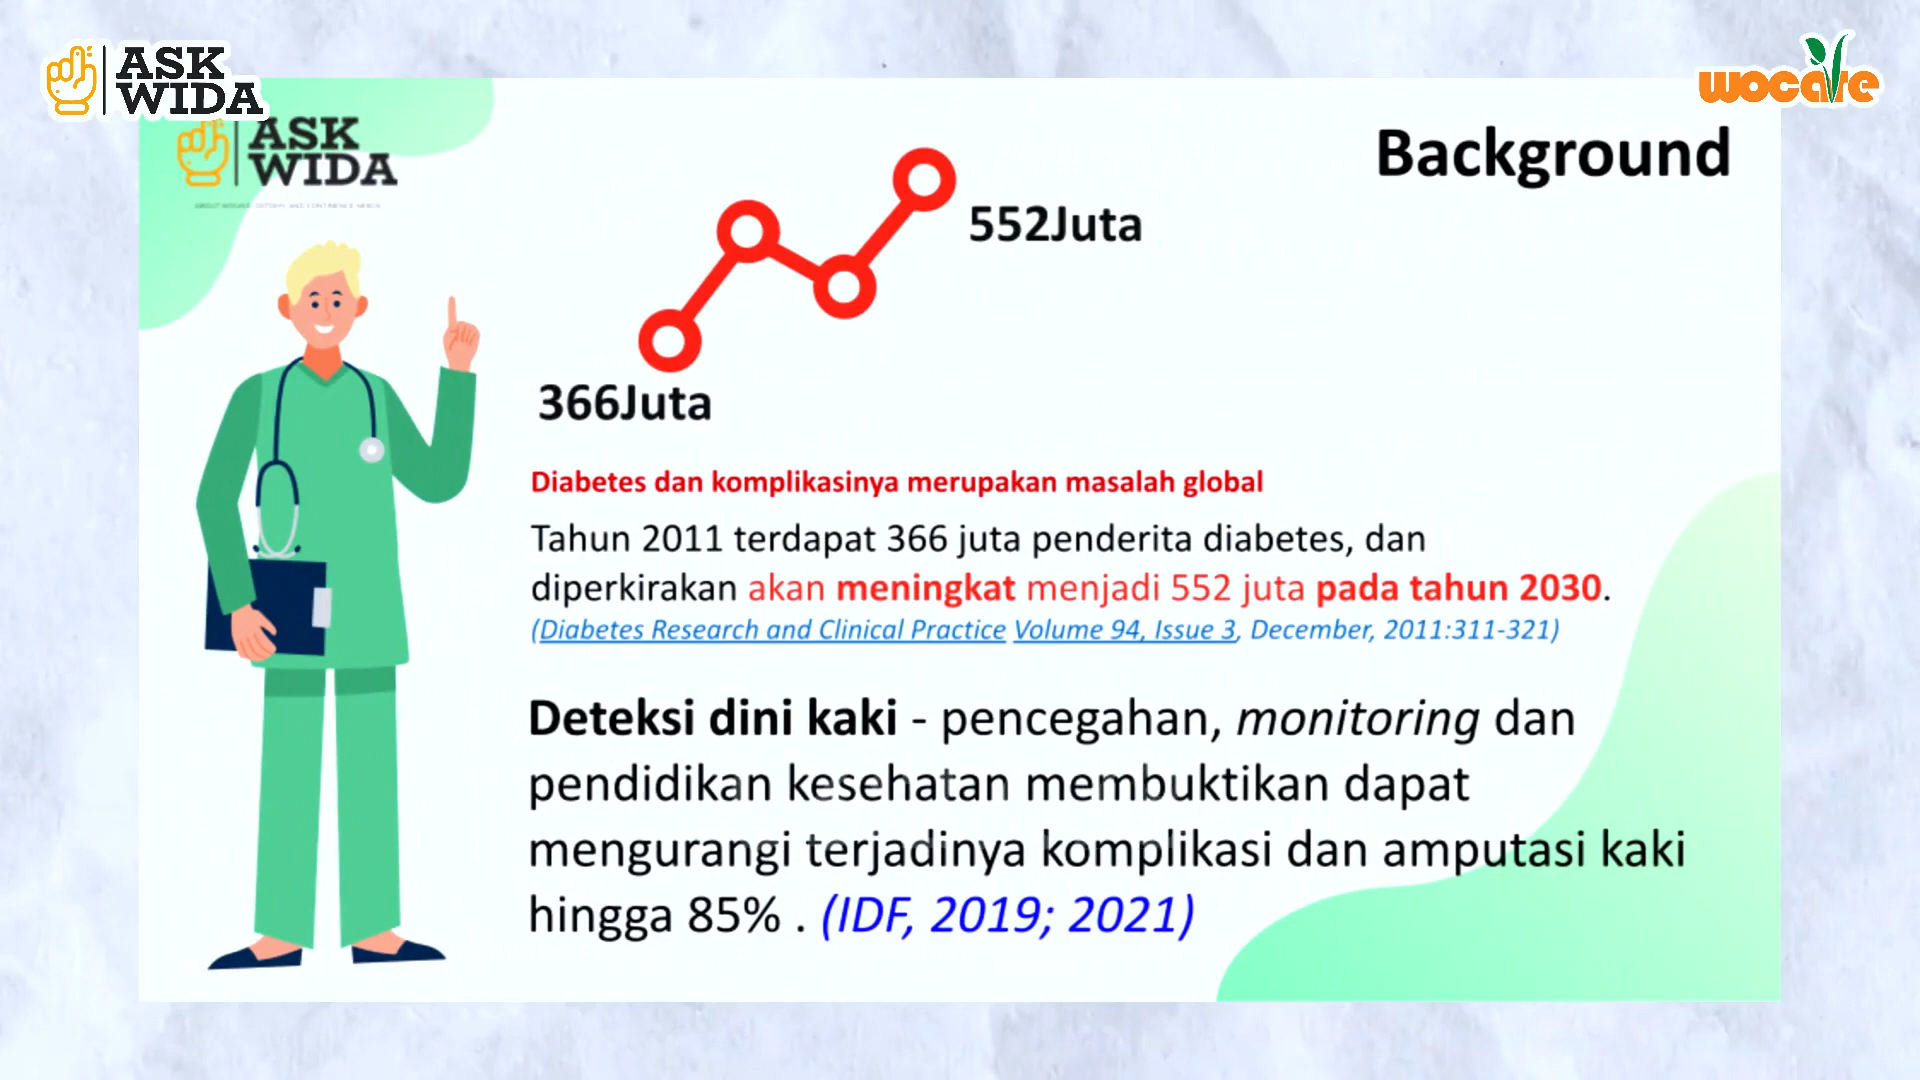 ASK
WIDA
wocare
ASK
WIDA
Background
552Juta
366Juta
Diabetes dan komplikasinya merupakan masalah global
Tahun 2011 terdapat 366 juta penderita diabetes, dan
diperkirakan akan meningkat menjadi 552 juta pada tahun 2030.
(Diabetes Research and Clinical Practice Volume 94, Issue 3, December, 2011:311-321)
Deteksi dini kaki - pencegahan, monitoring dan
pendidikan kesehatan membuktikan dapat
mengurangi terjadinya komplikasi dan amputasi kaki
hingga 85% . (IDF, 2019; 2021)